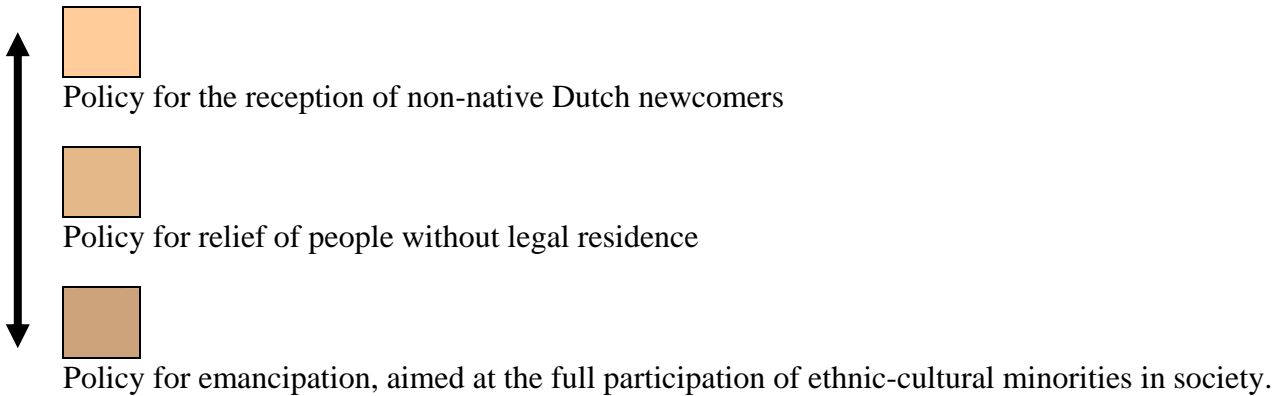 Policy for the reception of non-native Dutch newcomers
Policy for relief of people without legal residence
Policy for emancipation, aimed at the full participation of ethnic-cultural minorities in society.